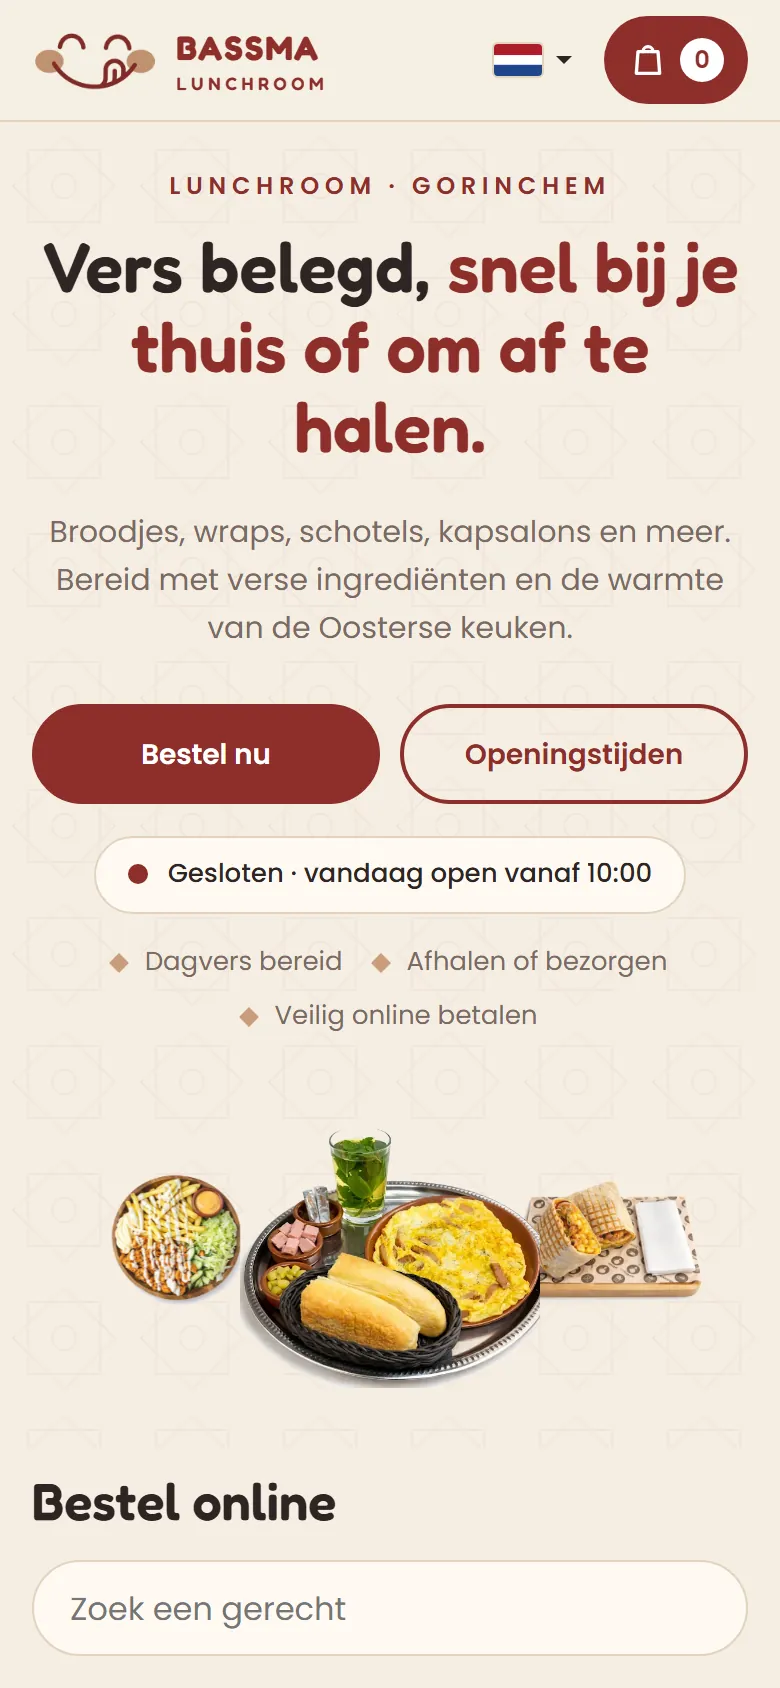 BASSMA
LUNCHROOM
0
LUNCHROOM · GORINCHEM
Vers belegd, snel bij je
thuis of om af te
halen.
Broodjes, wraps, schotels, kapsalons en meer.
Bereid met verse ingrediënten en de warmte
van de Oosterse keuken.
Bestel nu
Openingstijden
Gesloten · vandaag open vanaf 10:00
Dagvers bereid
Afhalen of bezorgen
Veilig online betalen
Bestel online
Zoek een gerecht